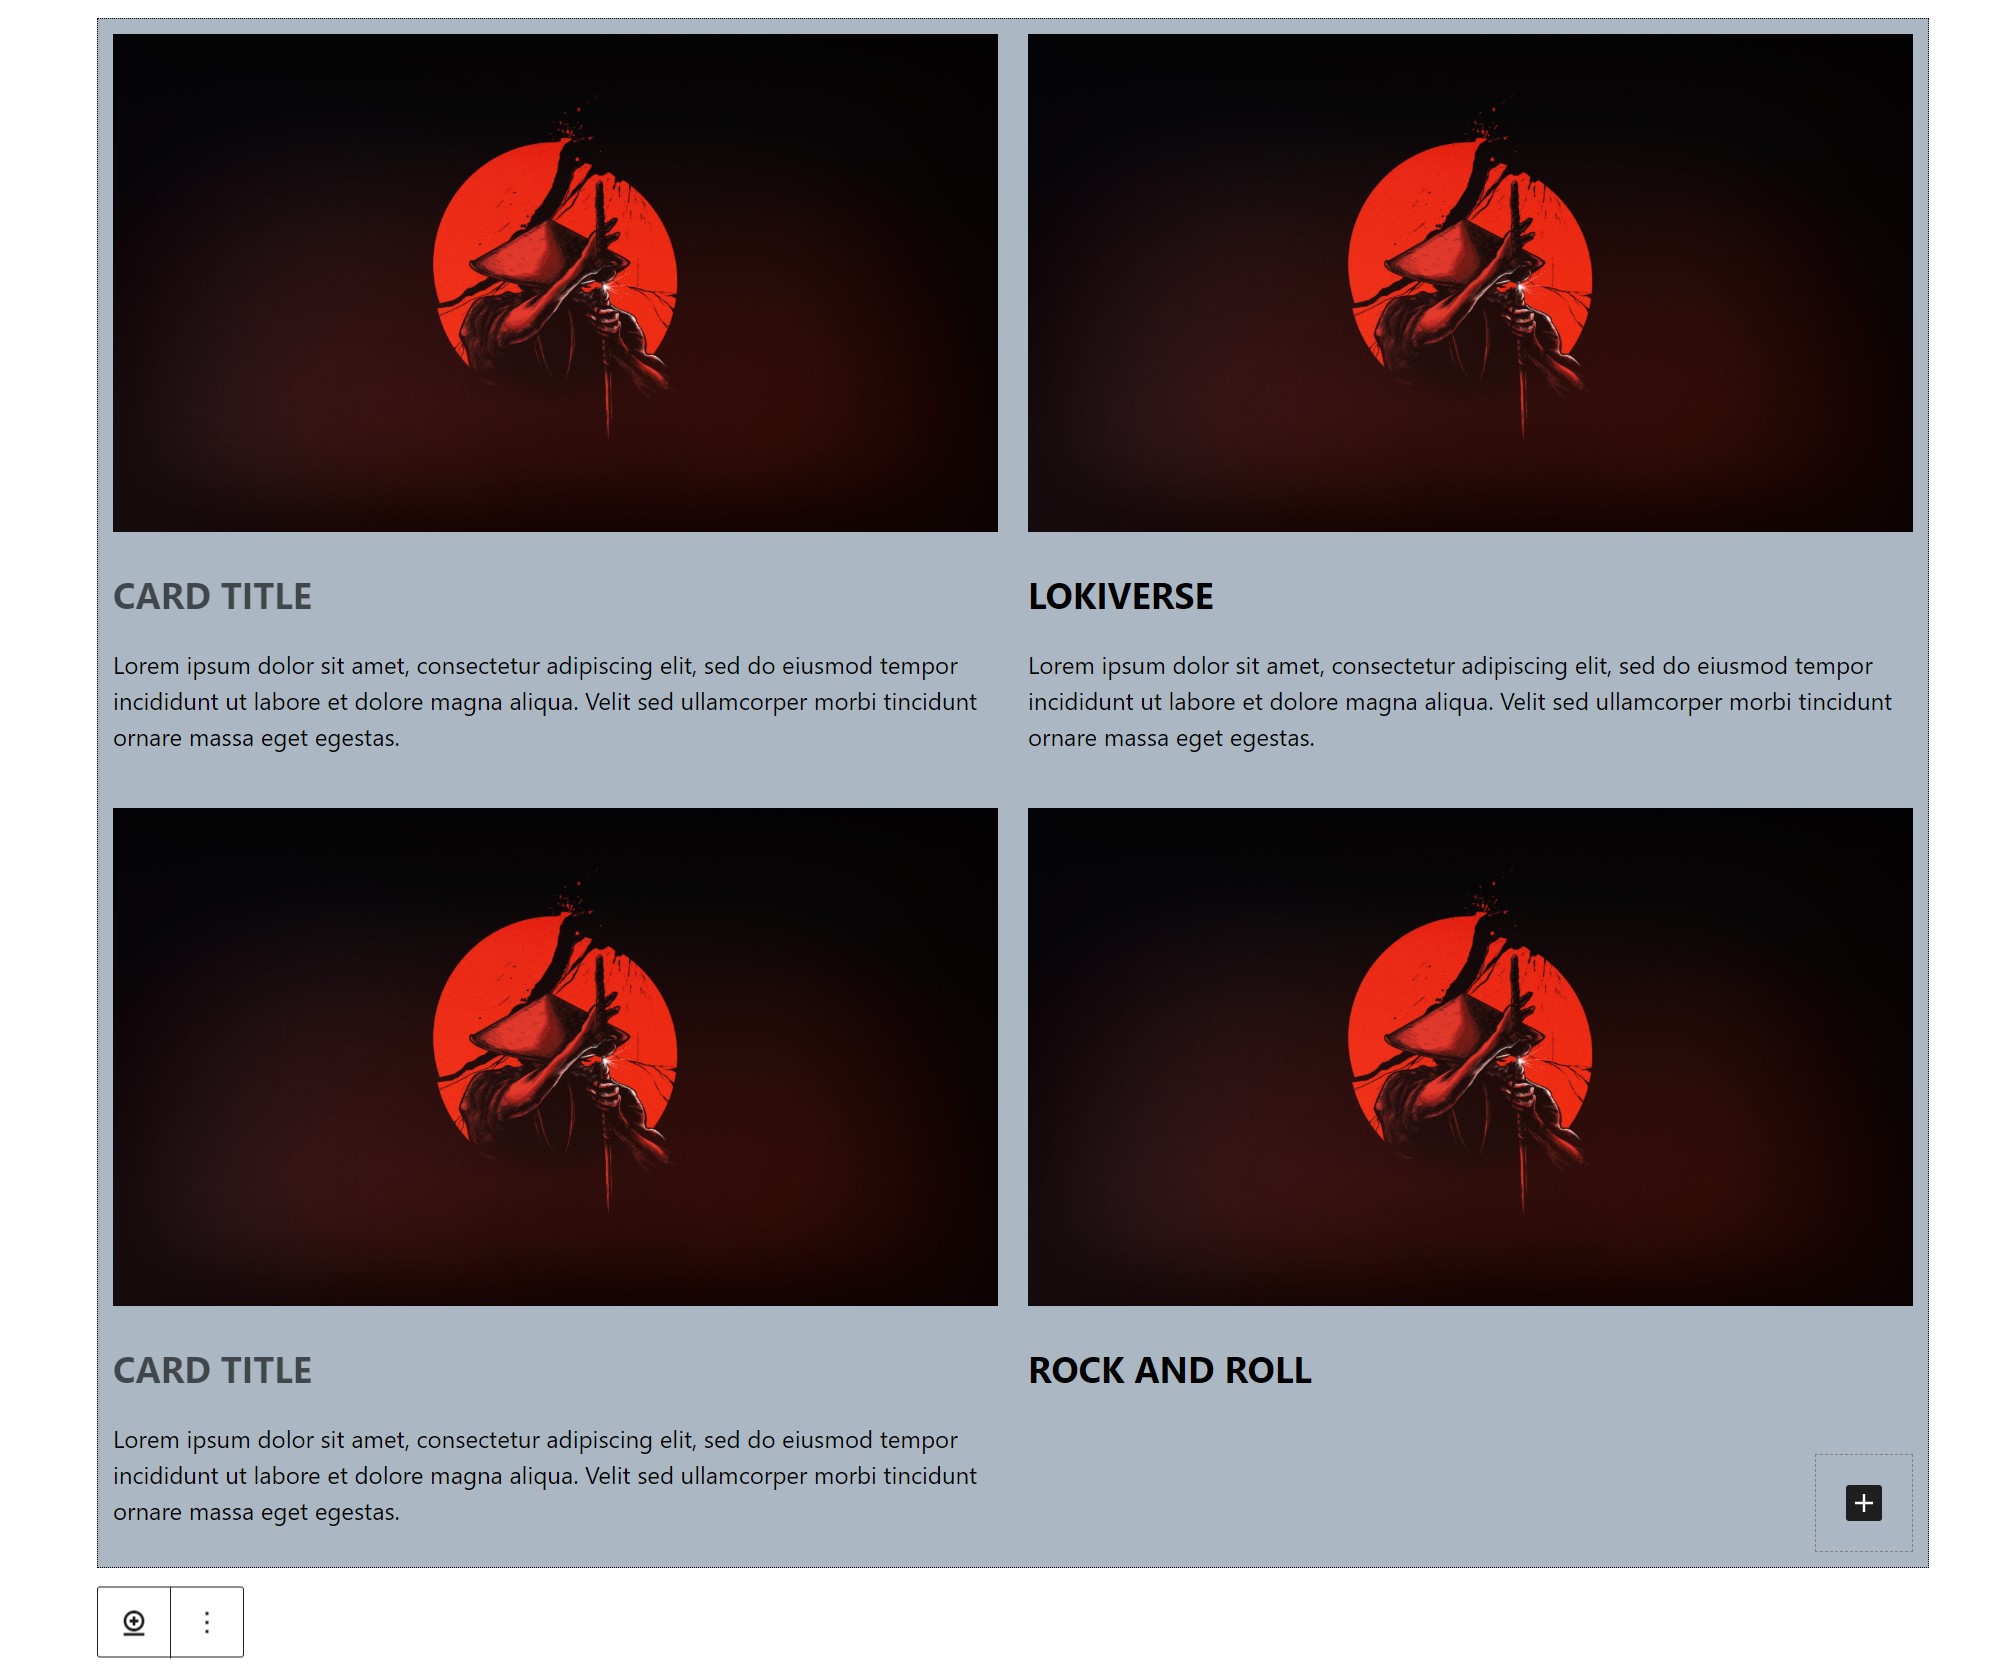 CARD TITLE
Lorem ipsum dolor sit amet, consectetur adipiscing elit, sed do eiusmod tempor
incididunt ut labore et dolore magna aliqua. Velit sed ullamcorper morbi tincidunt
ornare massa eget egestas.
LOKIVERSE
Lorem ipsum dolor sit amet, consectetur adipiscing elit, sed do eiusmod tempor
incididunt ut labore et dolore magna aliqua. Velit sed ullamcorper morbi tincidunt
ornare massa eget egestas.
CARD TITLE
Lorem ipsum dolor sit amet, consectetur adipiscing elit, sed do eiusmod tempor
incididunt ut labore et dolore magna aliqua. Velit sed ullamcorper morbi tincidunt
ornare massa eget egestas.
ROCK AND ROLL